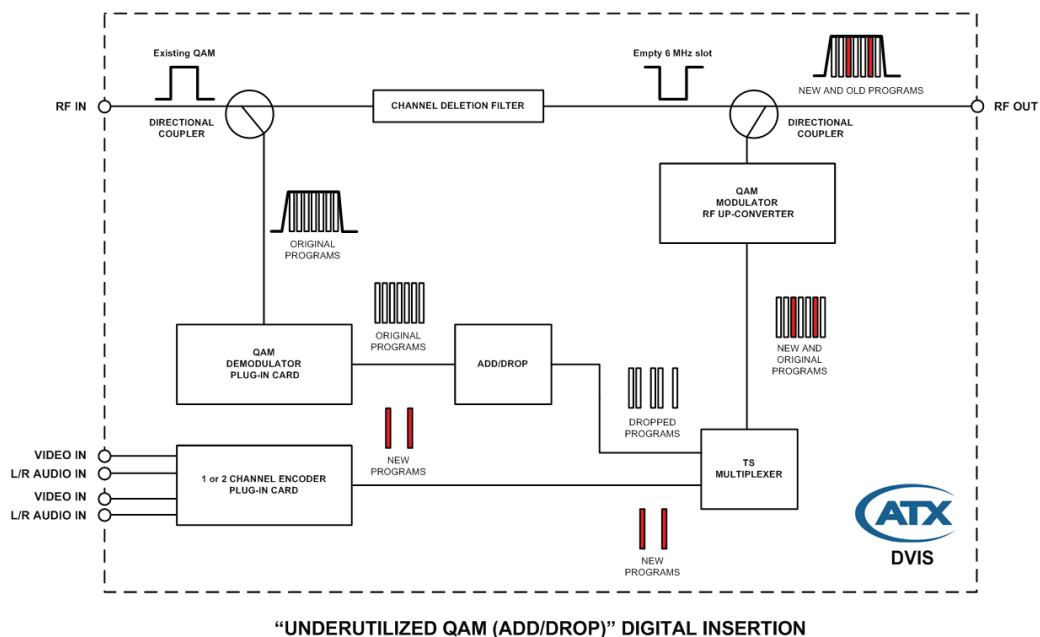 Existing QAM
Empty 6 MHz slot
NEW AND OLD PROGRAMS
RF IN
CHANNEL DELETION FILTER
RF OUT
DIRECTIONAL
COUPLER
DIRECTIONAL
COUPLER
QAM
MODULATOR
RF UP-CONVERTER
ORIGINAL
PROGRAMS
ORIGINAL
PROGRAMS
NEW AND
ORIGINAL
PROGRAMS
QAM
DEMODULATOR
PLUG-IN CARD
ADD/DROP
DROPPED
PROGRAMS
NEW
PROGRAMS
VIDEO IN
L/R AUDIO IN
VIDEO IN
L/R AUDIO IN
1 or 2 CHANNEL ENCODER
PLUG-IN CARD
TS
MULTIPLEXER
NEW
PROGRAMS
ATX
DVIS
“UNDERUTILIZED QAM (ADD/DROP)” DIGITAL INSERTION